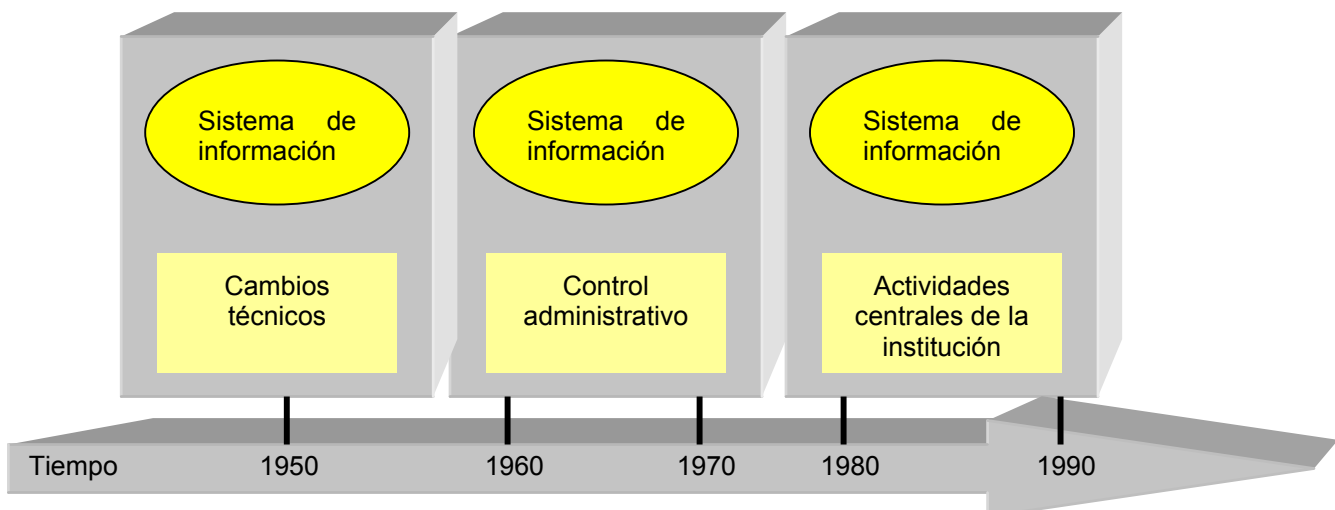 Sistema de
información
Cambios
técnicos
Sistema de
información
Control
administrativo
Sistema de
información
Actividades
centrales de la
institución
Tiempo 1950 1960 1970 1980 1990